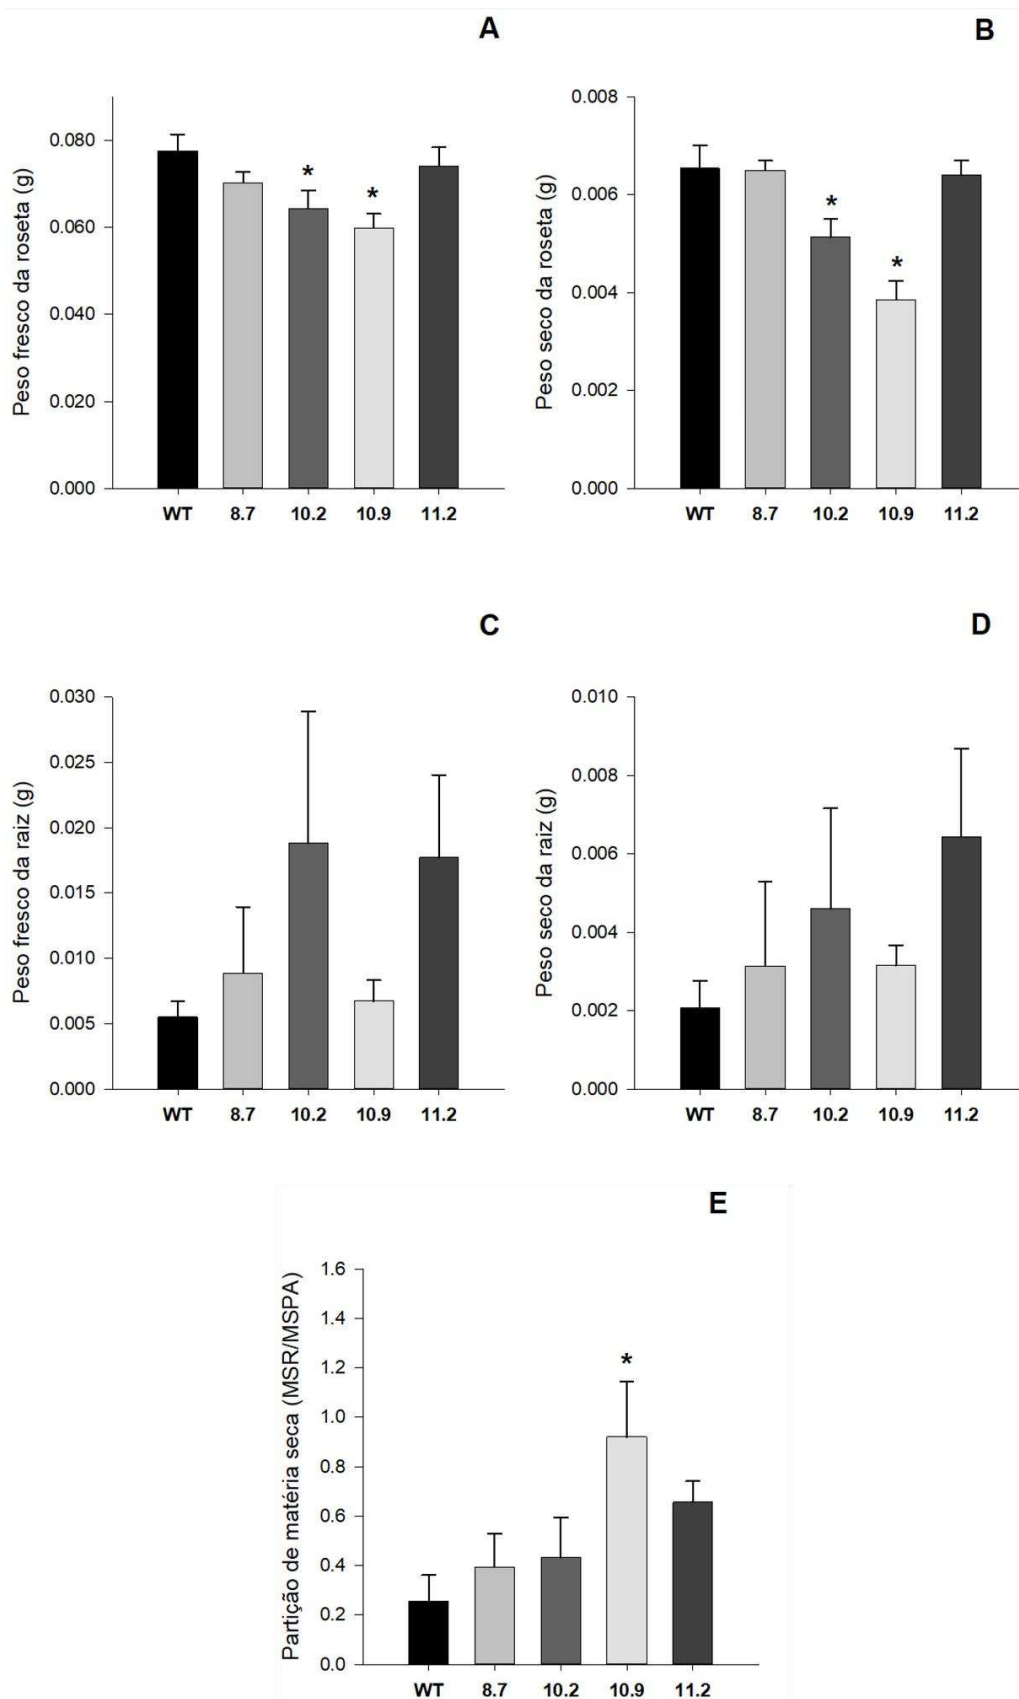 A
Peso fresco da roseta (g)
0.080
0.060
0.040
0.020
0.000
* *
WT 8.7 10.2 10.9 11.2
B
Peso seco da roseta (g)
0.008
0.006
0.004
0.002
0.000
* *
WT 8.7 10.2 10.9 11.2
C
Peso fresco da raiz (g)
0.030
0.025
0.020
0.015
0.010
0.005
0.000
WT 8.7 10.2 10.9 11.2
D
Peso seco da raiz (g)
0.010
0.008
0.006
0.004
0.002
0.000
WT 8.7 10.2 10.9 11.2
E
Partição de matéria seca (MSR/MSPA)
1.6
1.4
1.2
1.0
0.8
0.6
0.4
0.2
0.0
*
WT 8.7 10.2 10.9 11.2